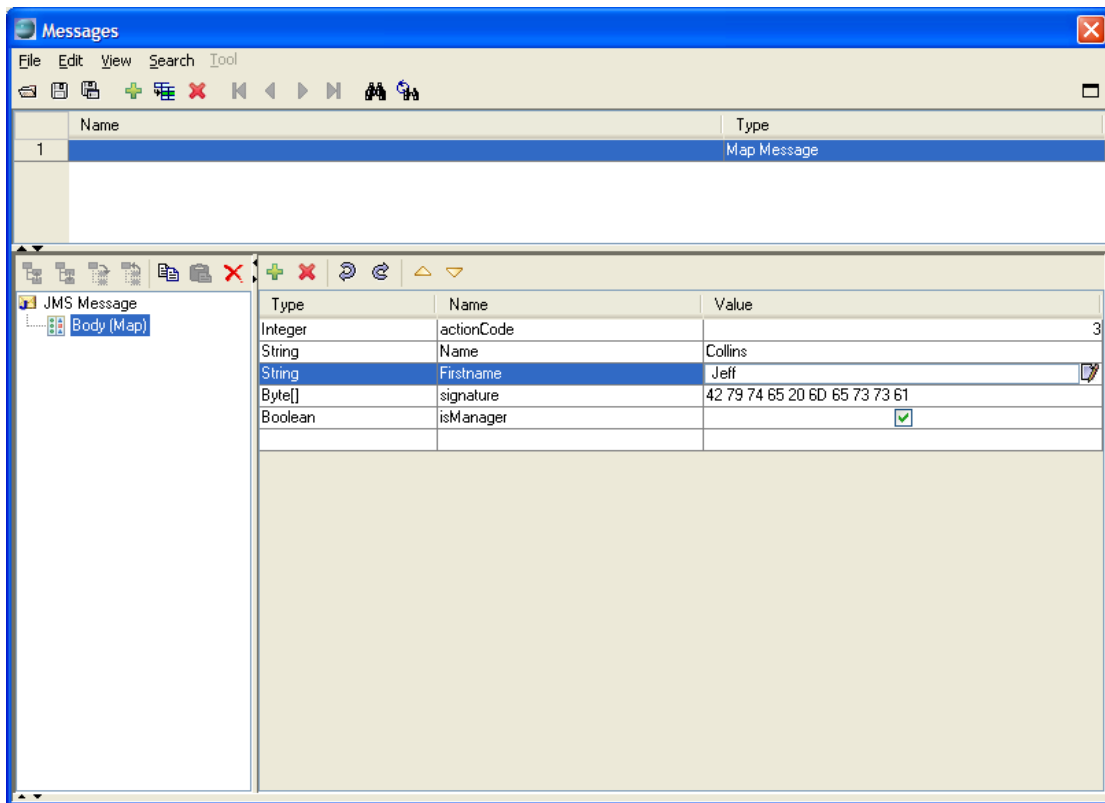 Messages
File Edit View Search Tool
Name Type
1 Map Message
JMS Message
Body (Map)
Type Name Value
Integer actionCode 3
String Name Collins
String Firstname Jeff
Byte[] signature 42 79 74 65 20 6D 65 73 73 61
Boolean isManager